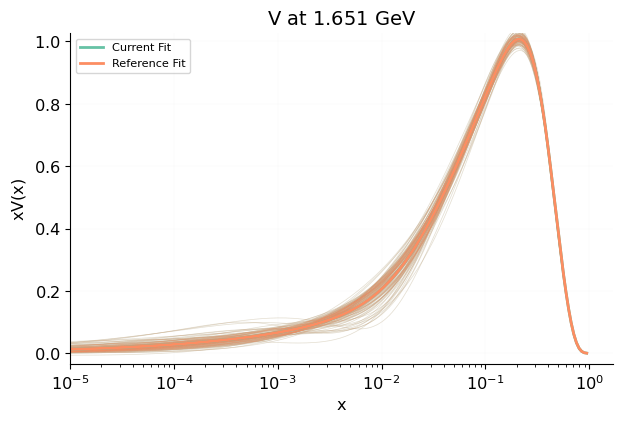 V at 1.651 GeV
Current Fit
Reference Fit
xV(x)
1.0
0.8
0.6
0.4
0.2
0.0
10⁻⁵
10⁻⁴
10⁻³
10⁻²
10⁻¹
10⁰
x